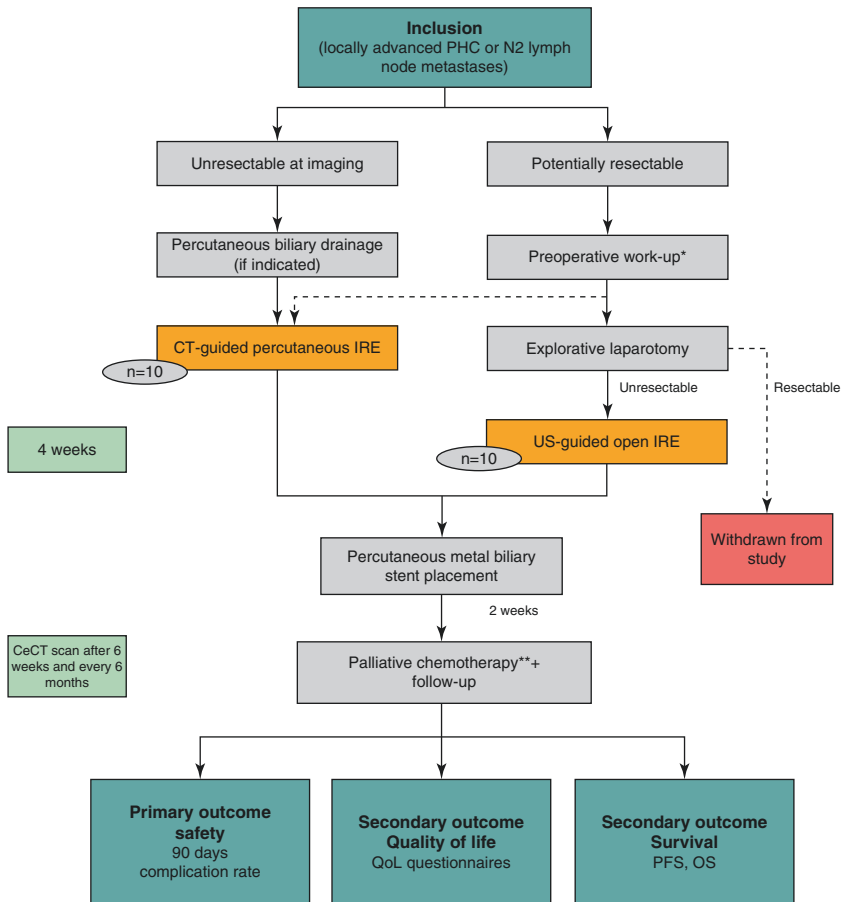 Inclusion
(locally advanced PHC or N2 lymph
node metastases)
Unresectable at imaging
Potentially resectable
Percutaneous biliary drainage
(if indicated)
Preoperative work-up*
CT-guided percutaneous IRE
n=10
Explorative laparotomy
Unresectable
Resectable
4 weeks
US-guided open IRE
n=10
Withdrawn from
study
Percutaneous metal biliary
stent placement
2 weeks
CeCT scan after 6
weeks and every 6
months
Palliative chemotherapy**+
follow-up
Primary outcome
safety
90 days
complication rate
Secondary outcome
Quality of life
QoL questionnaires
Secondary outcome
Survival
PFS, OS